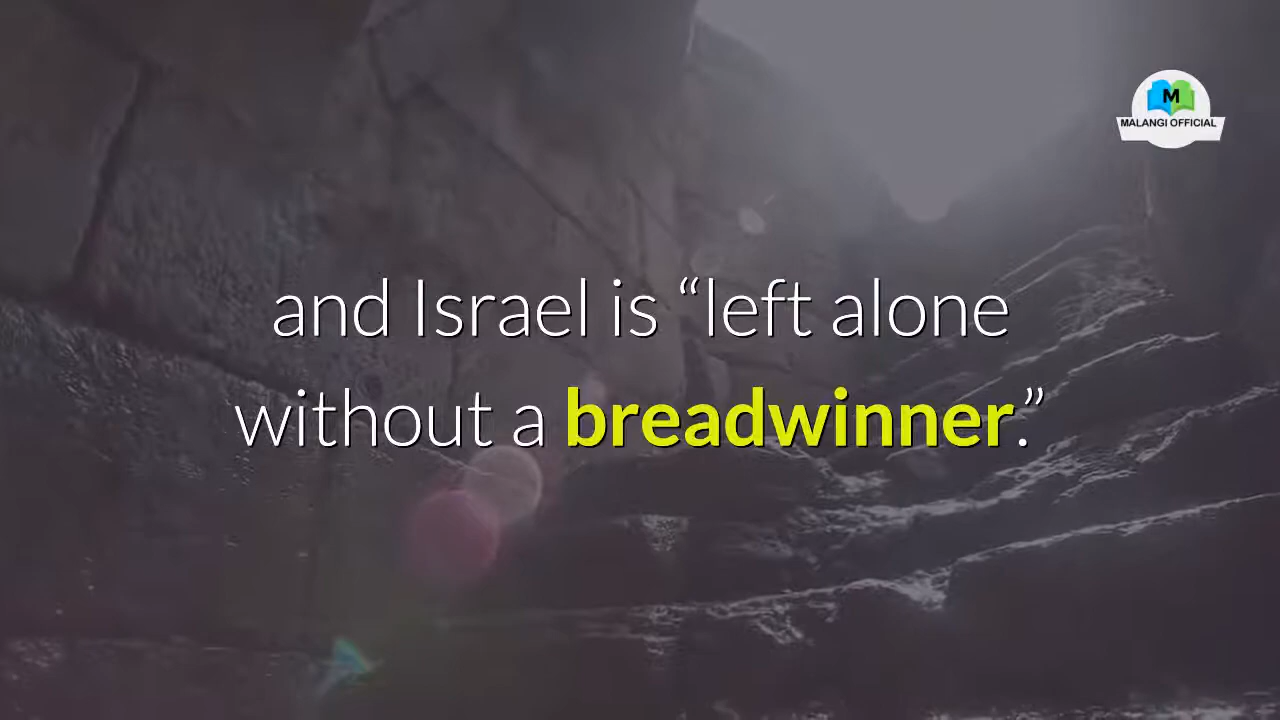 M
MALANGI OFFICIAL
and Israel is “left alone
without a breadwinner.”